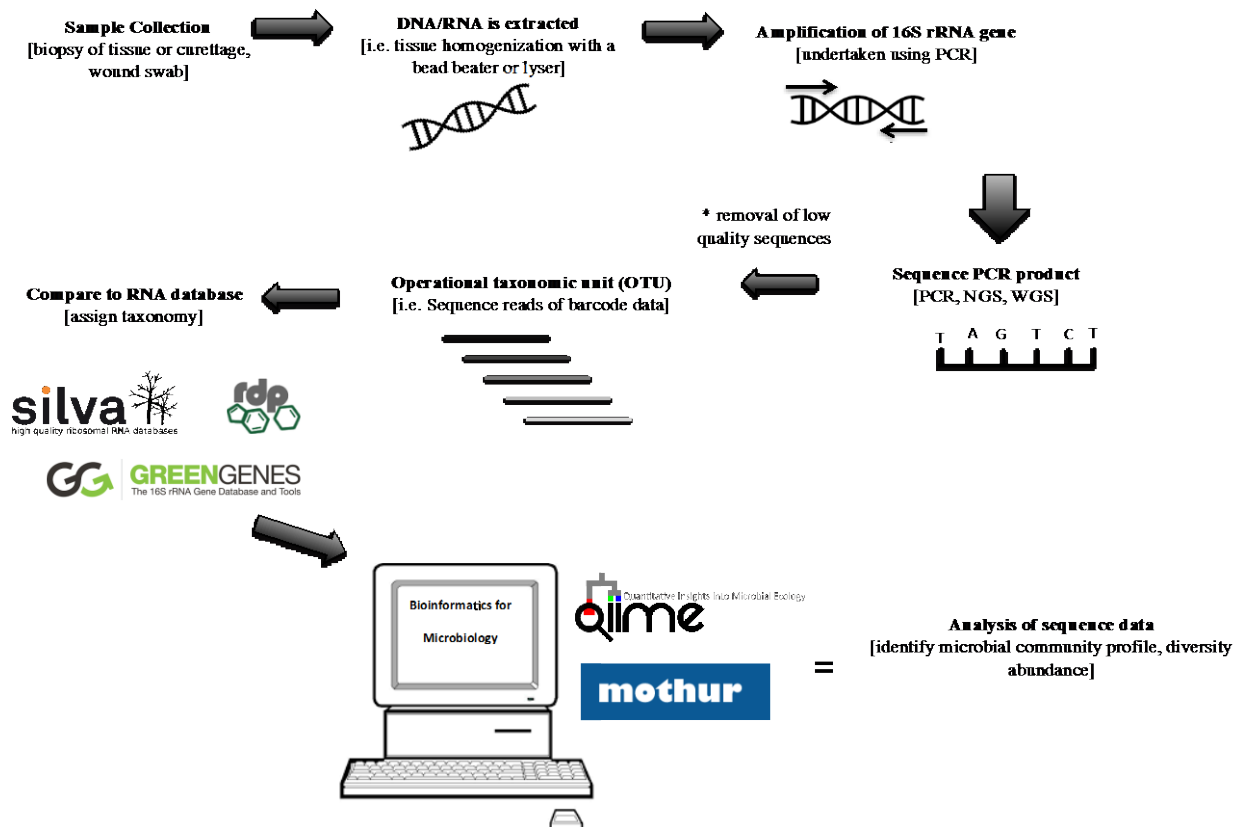 Sample Collection
[biopsy of tissue or curettage,
wound swab]
DNA/RNA is extracted
[i.e. tissue homogenization with a
bead beater or lyser]
Amplification of 16S rRNA gene
[undertaken using PCR]
* removal of low
quality sequences
Sequence PCR product
[PCR, NGS, WGS]
T A G T C T
Operational taxonomic unit (OTU)
[i.e. Sequence reads of barcode data]
Compare to RNA database
[assign taxonomy]
silva
high quality ribosomal RNA databases
rdp
GG GREENGENES
The 16S rRNA Gene Database and Tools
Bioinformatics for
Microbiology
Quantitative Insights Into Microbial Ecology
Qiime
mothur
=
Analysis of sequence data
[identify microbial community profile, diversity
abundance]